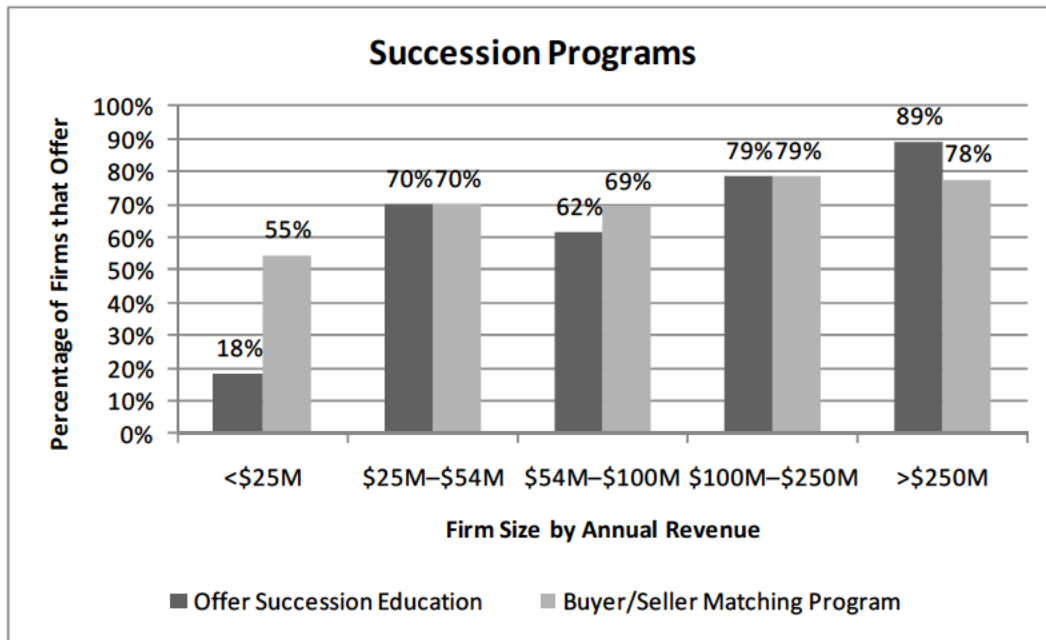 Succession Programs
Percentage of Firms that Offer
100%
90%
80%
70%
60%
50%
40%
30%
20%
10%
0%
18%
55%
70%
70%
62%
69%
79%
79%
89%
78%
<$25M
$25M–$54M
$54M–$100M
$100M–$250M
>$250M
Firm Size by Annual Revenue
Offer Succession Education
Buyer/Seller Matching Program